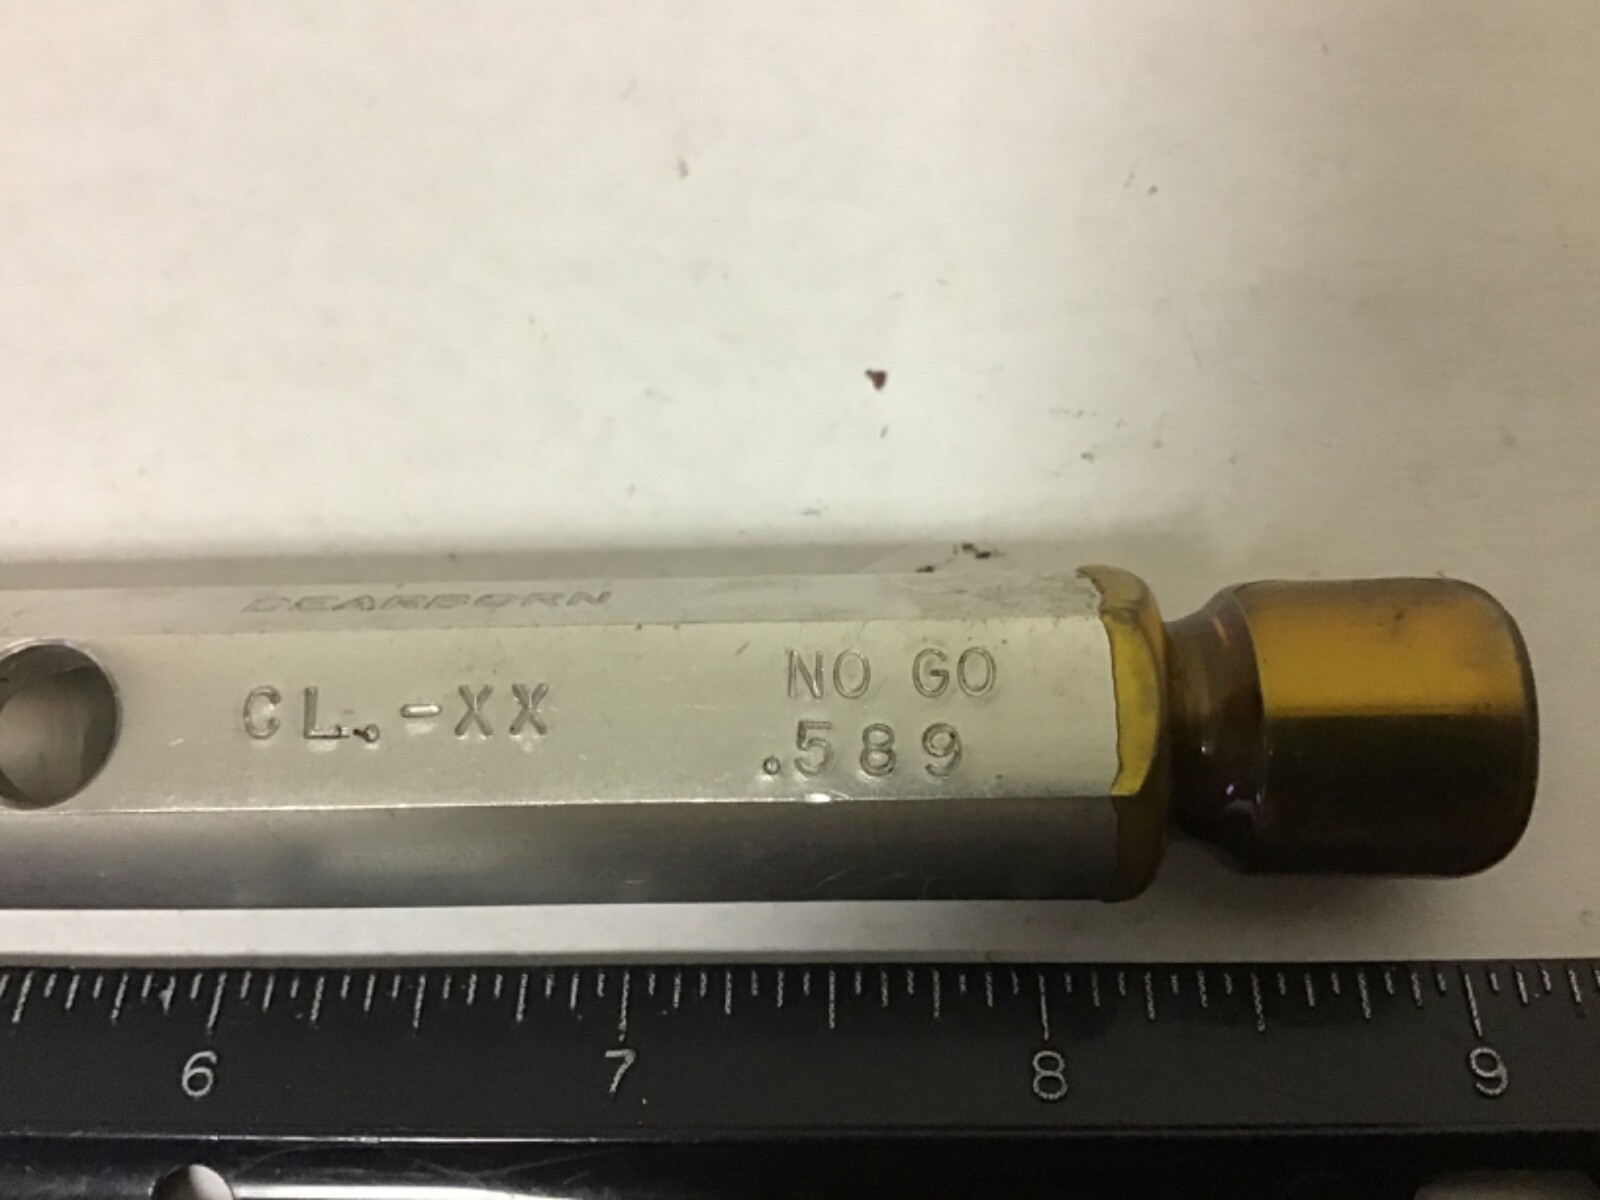 DEARBORN
CL.-XX
NO GO
.589
6 7 8 9